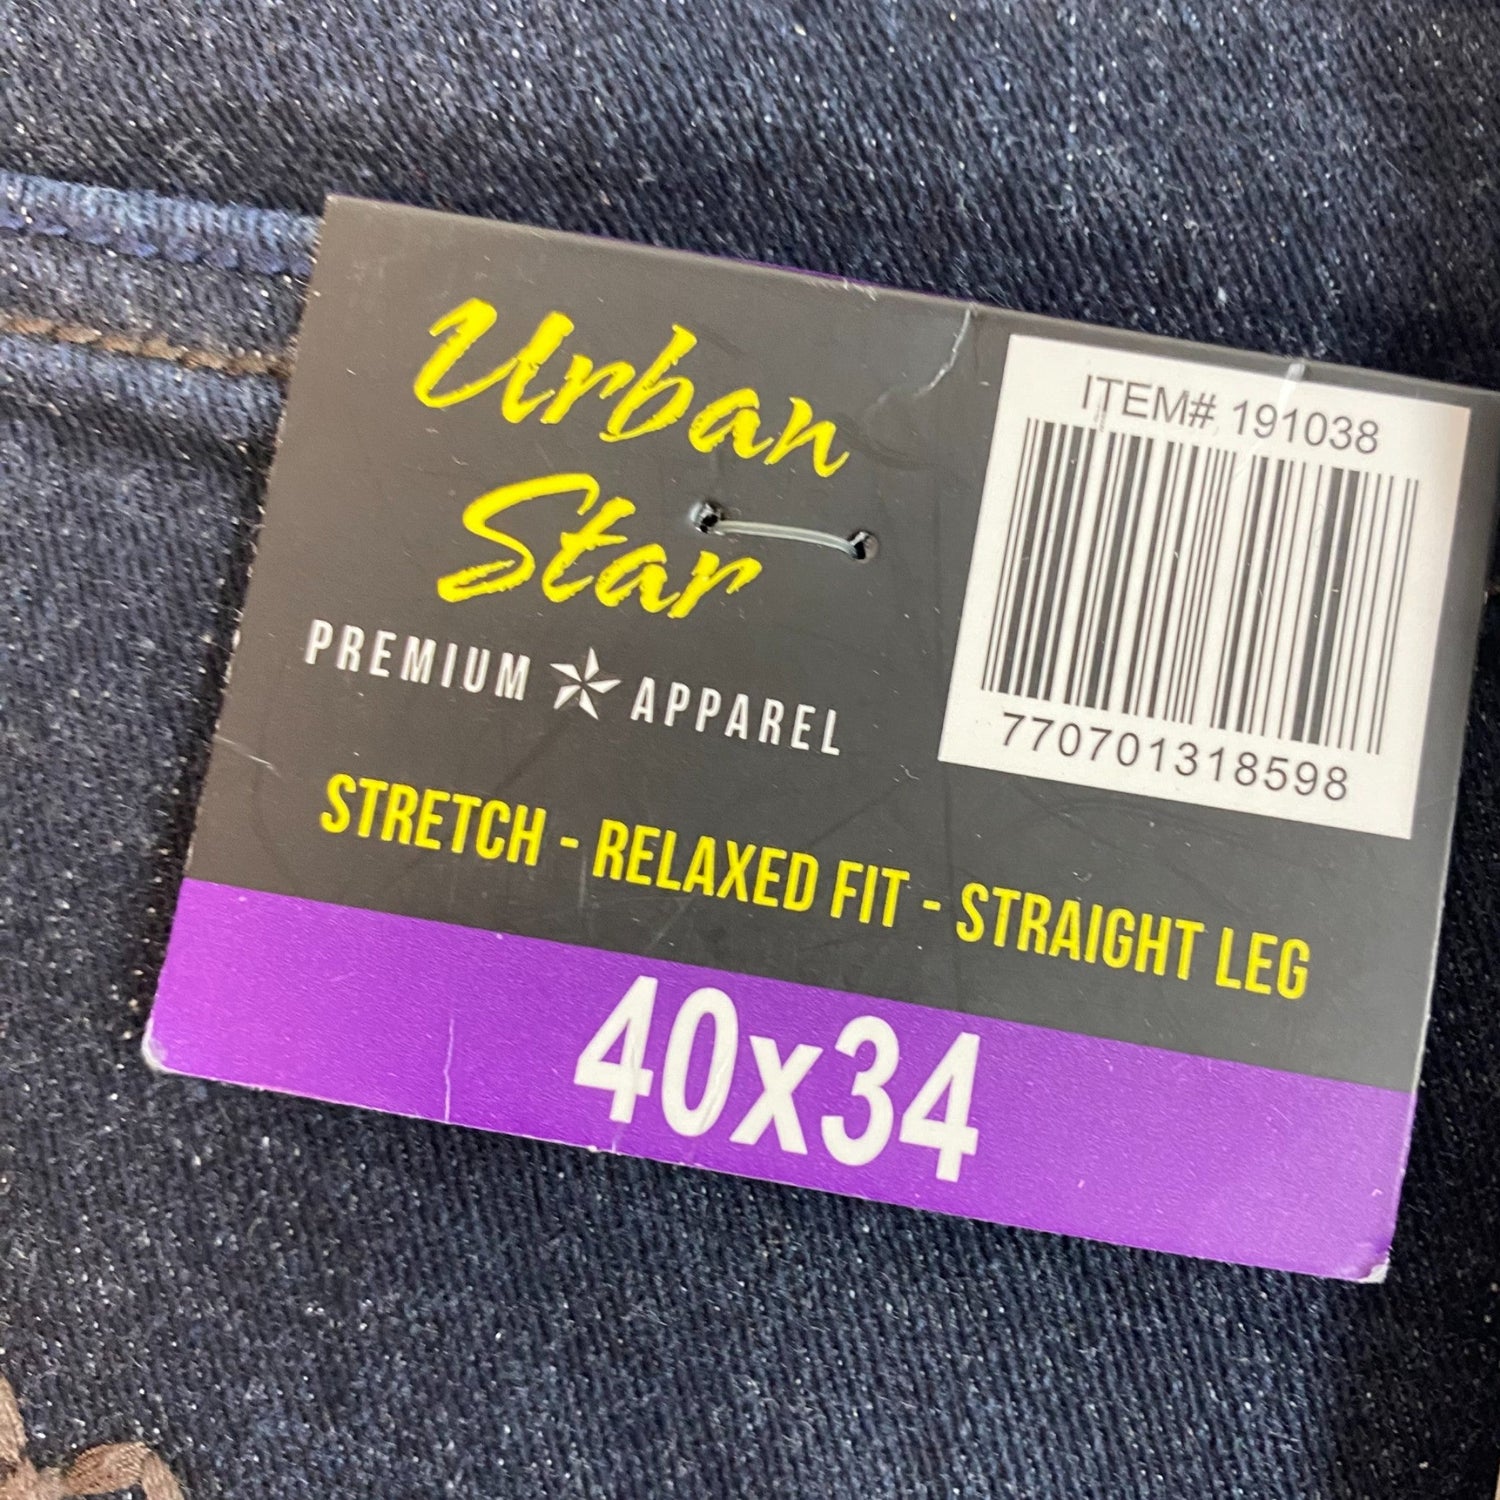 Urban
Star
PREMIUM APPAREL
STRETCH - RELAXED FIT - STRAIGHT LEG
40x34
ITEM# 191038
770701318598